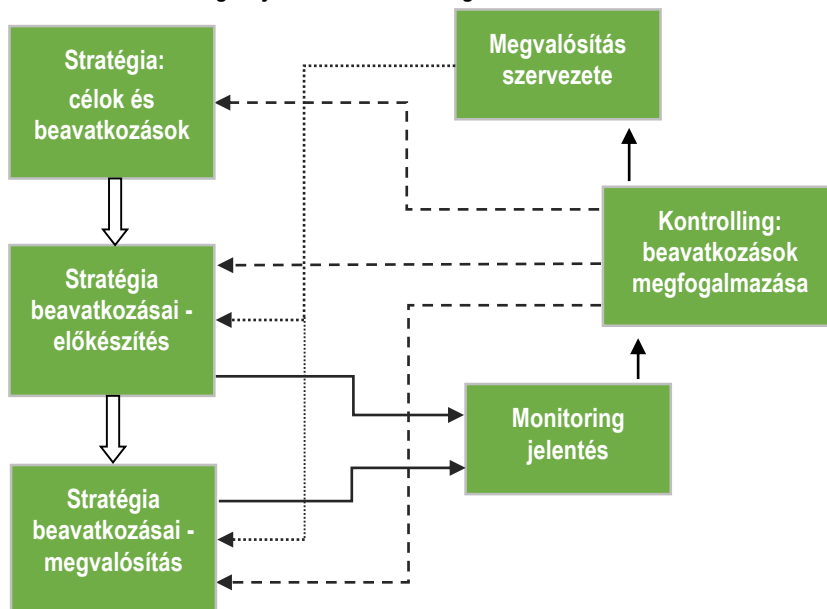 Stratégia:
célok és
beavatkozások
Megvalósítás
szervezete
Kontrolling:
beavatkozások
megfogalmazása
Stratégia
beavatkozásai -
előkészítés
Monitoring
jelentés
Stratégia
beavatkozásai -
megvalósítás